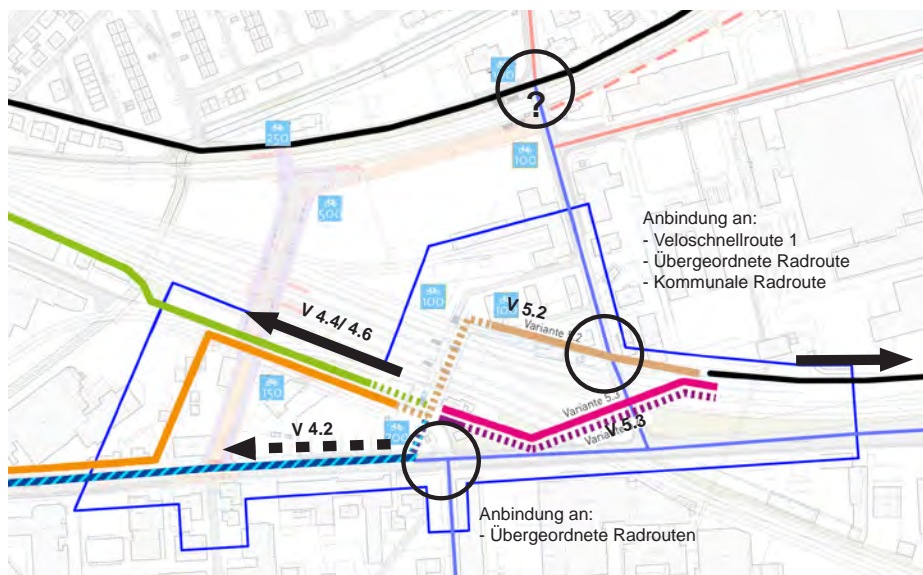 ?
250
100
500
Anbindung an:
- Veloschnellroute 1
- Übergeordnete Radroute
- Kommunale Radroute
100
V 5.2
Variante 5.2
V 4.4/ 4.6
150
Variante 5.3
V 5.3
V 4.2
Anbindung an:
- Übergeordnete Radrouten